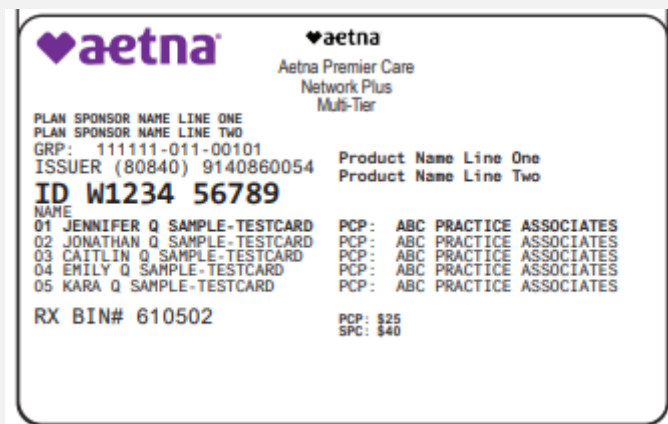 aetna
aetna
Aetna Premier Care
Network Plus
Multi-Tier
PLAN SPONSOR NAME LINE ONE
PLAN SPONSOR NAME LINE TWO
GRP: 111111-011-00101
ISSUER (80840) 9140860054
Product Name Line One
Product Name Line Two
ID W1234 56789
NAME
01 JENNIFER Q SAMPLE-TESTCARD PCP: ABC PRACTICE ASSOCIATES
02 JONATHAN Q SAMPLE-TESTCARD PCP: ABC PRACTICE ASSOCIATES
03 CAITLIN Q SAMPLE-TESTCARD PCP: ABC PRACTICE ASSOCIATES
04 EMILY Q SAMPLE-TESTCARD PCP: ABC PRACTICE ASSOCIATES
05 KARA Q SAMPLE-TESTCARD PCP: ABC PRACTICE ASSOCIATES
RX BIN# 610502
PCP: $25
SPC: $40